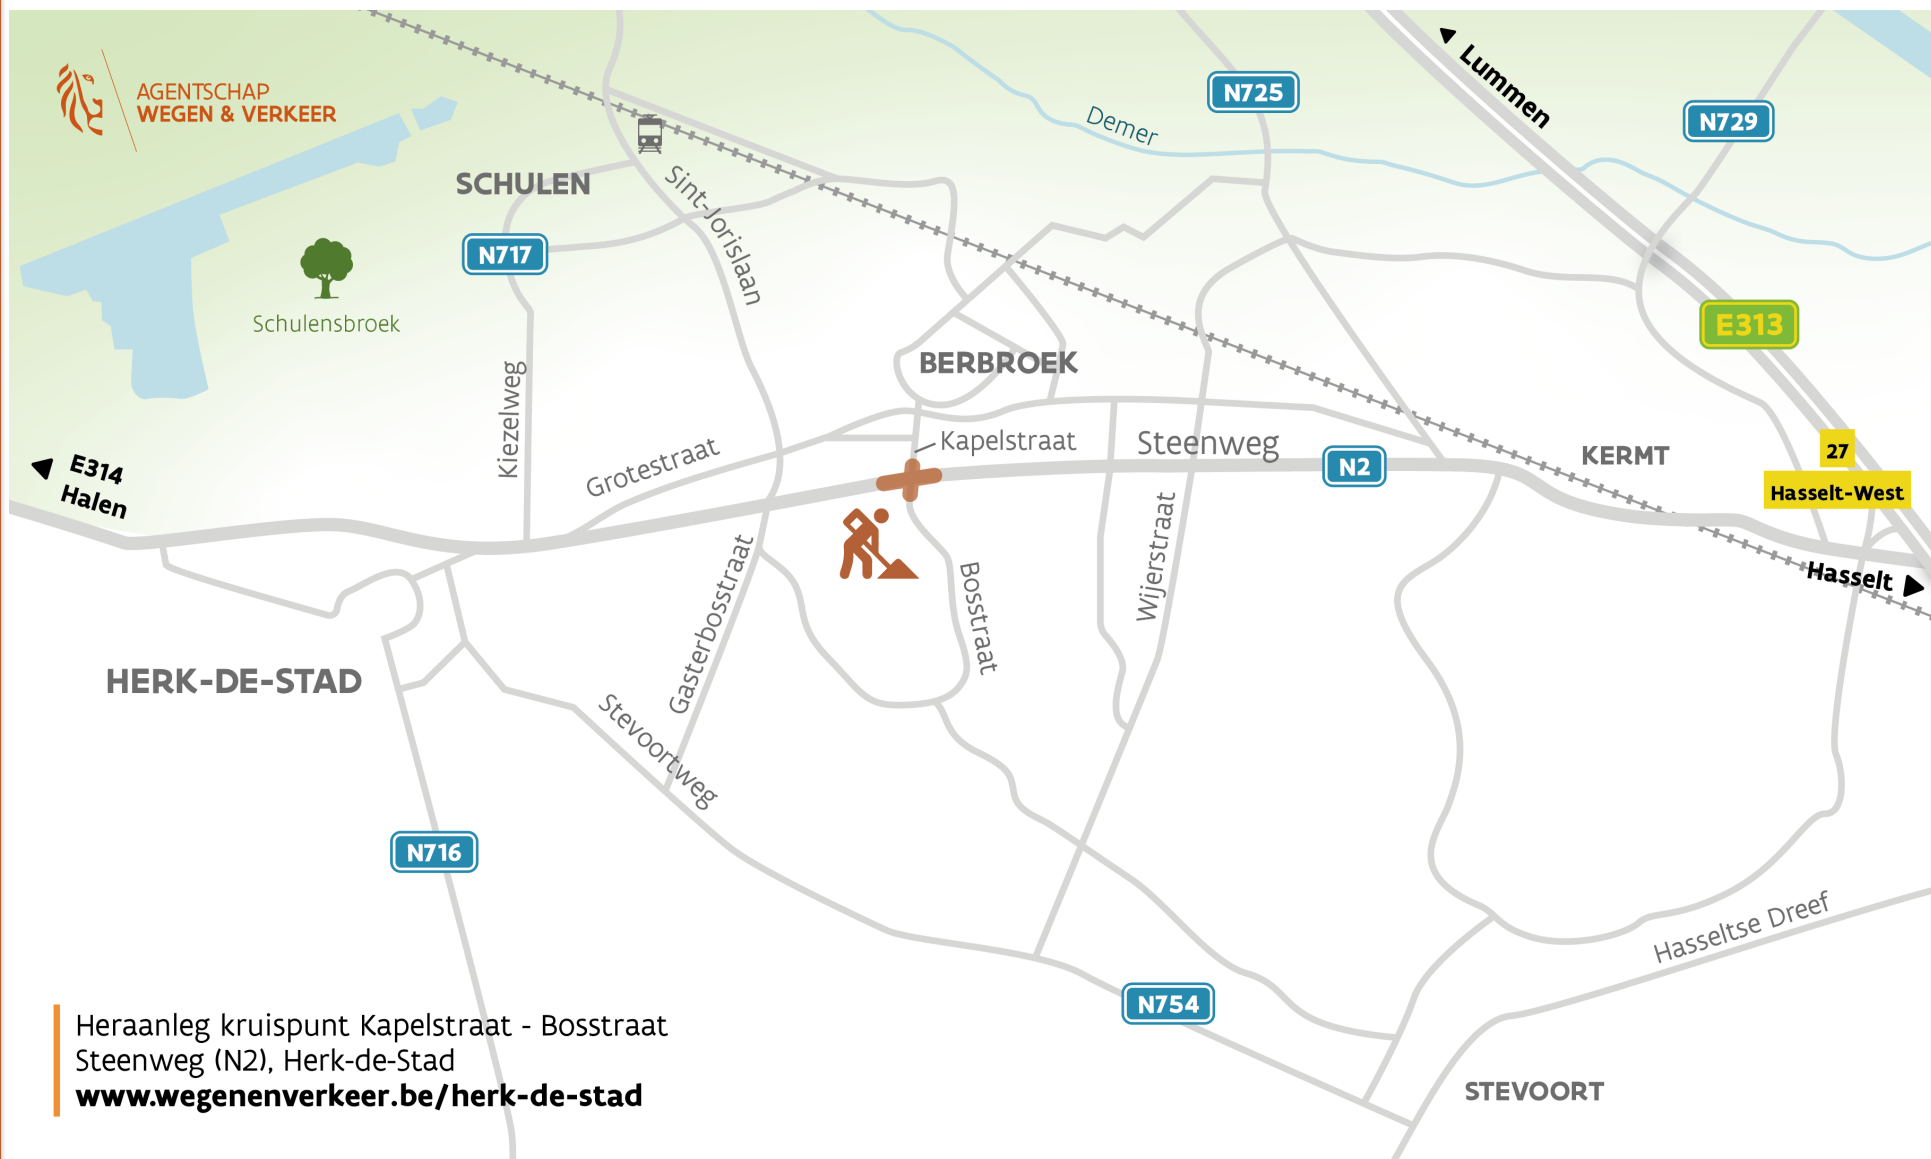 AGENTSCHAP
WEGEN & VERKEER
Lummen
N725
N729
Demer
SCHULEN
Sint-Jorislaan
N717
Schulensbroek
E313
BERBROEK
Kiezelweg
Kapelstraat
Steenweg
Grotestraat
N2
KERMT
27
Hasselt-West
E314
Halen
Hasselt
Wijerstraat
Bosstraat
Gasterbosstraat
HERK-DE-STAD
Stevoortweg
N716
Hasseltse Dreef
N754
STEVOORT
Heraanleg kruispunt Kapelstraat - Bosstraat
Steenweg (N2), Herk-de-Stad
www.wegenenverkeer.be/herk-de-stad